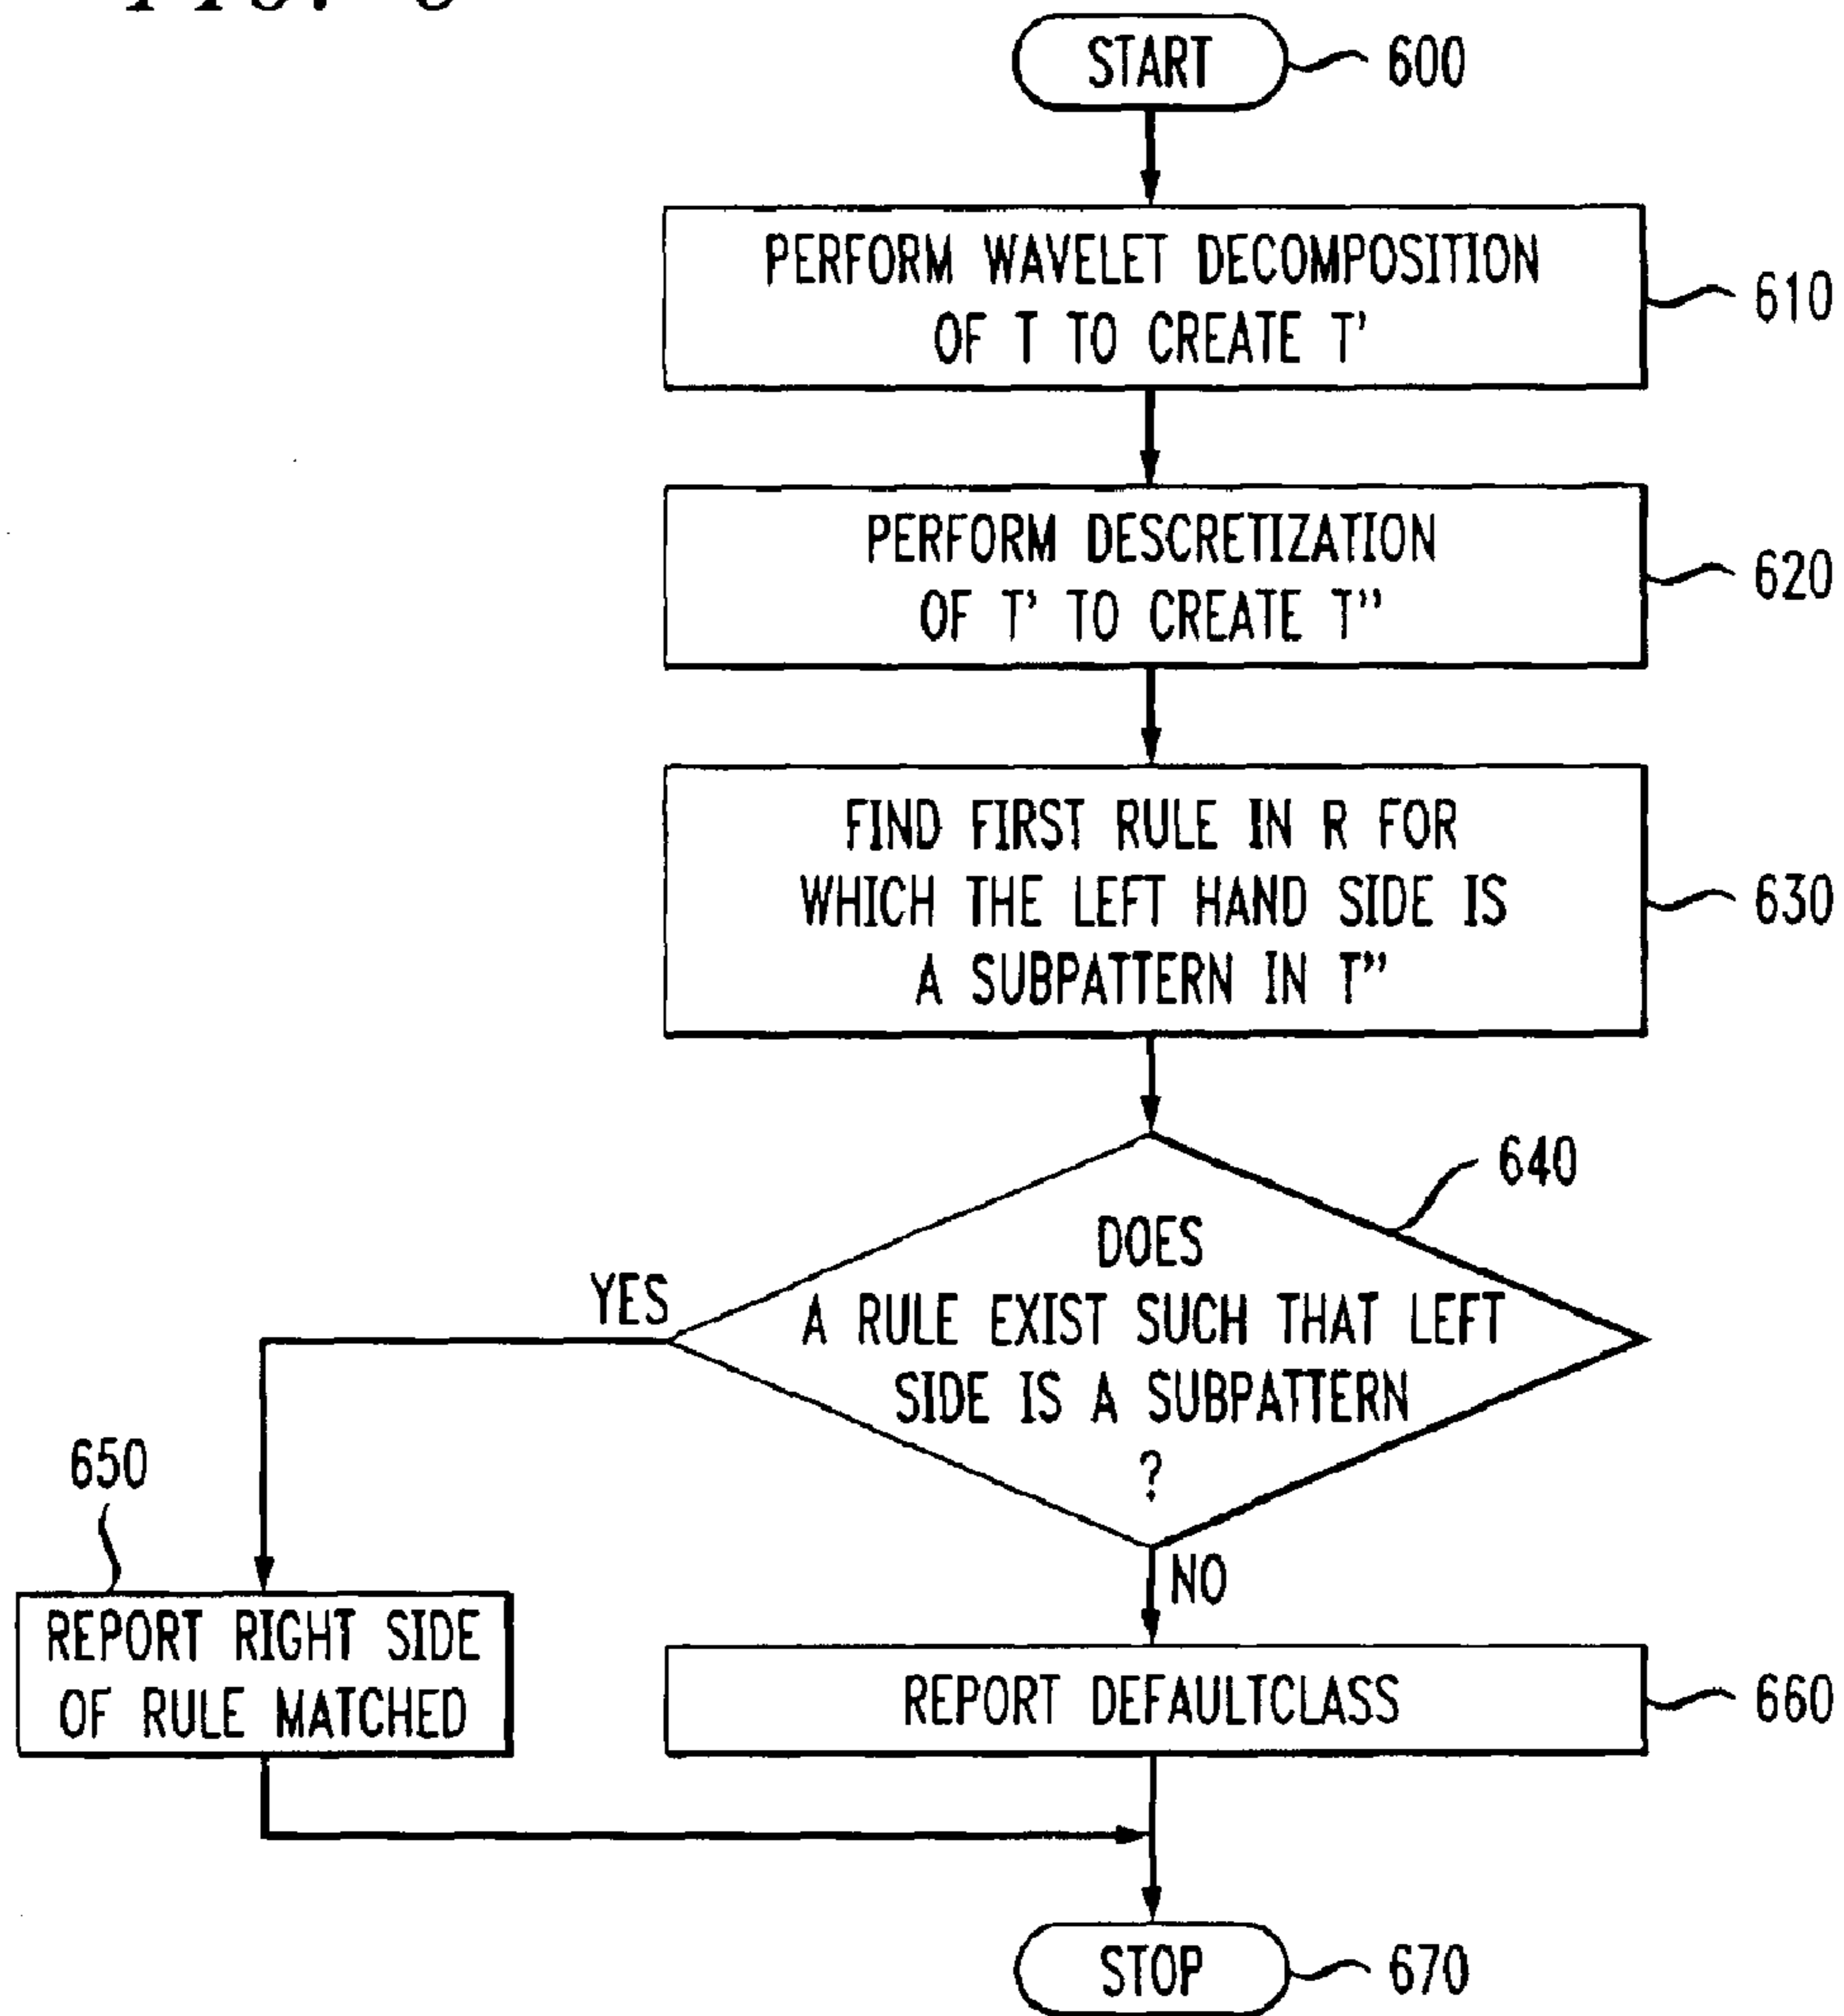 START
600
PERFORM WAVELET DECOMPOSITION
OF T TO CREATE T'
610
PERFORM DESCRETIZATION
OF T' TO CREATE T"
620
FIND FIRST RULE IN R FOR
WHICH THE LEFT HAND SIDE IS
A SUBPATTERN IN T"
630
640
DOES
A RULE EXIST SUCH THAT LEFT
SIDE IS A SUBPATTERN
?
YES
NO
650
REPORT RIGHT SIDE
OF RULE MATCHED
REPORT DEFAULTCLASS
660
STOP
670